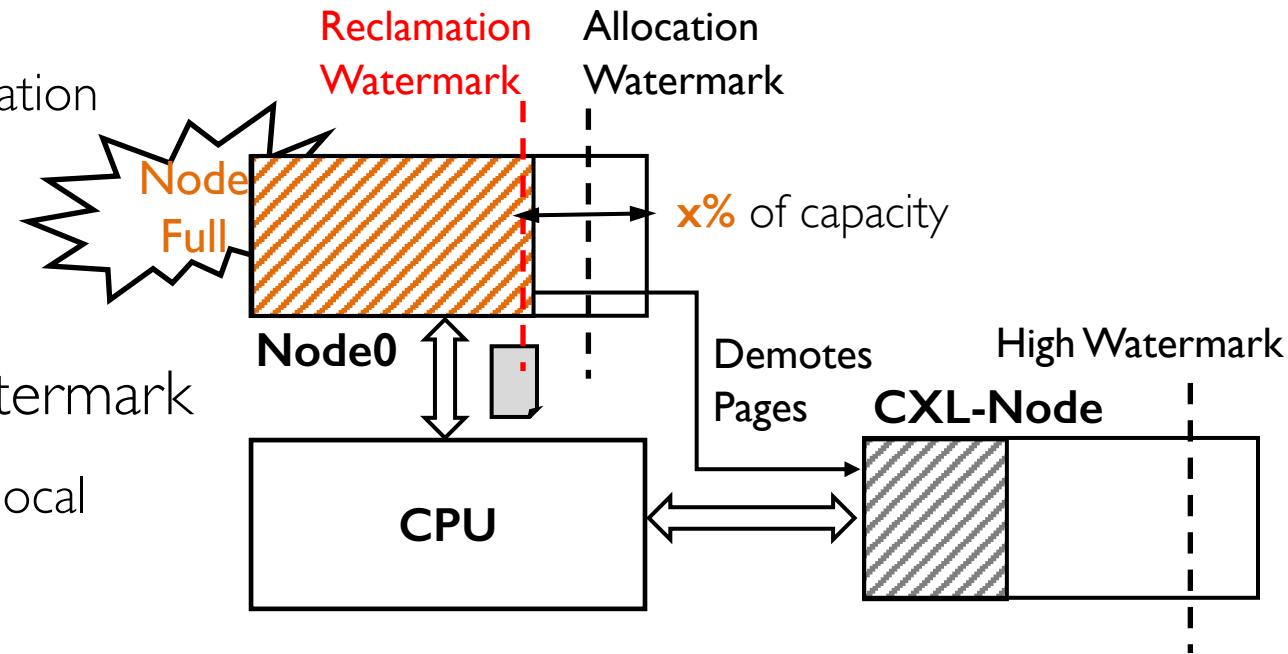 Reclamation
Watermark
Allocation
Watermark
ation
Node
Full
x% of capacity
Node0
Demotes
Pages
High Watermark
CXL-Node
termark
ocal
CPU